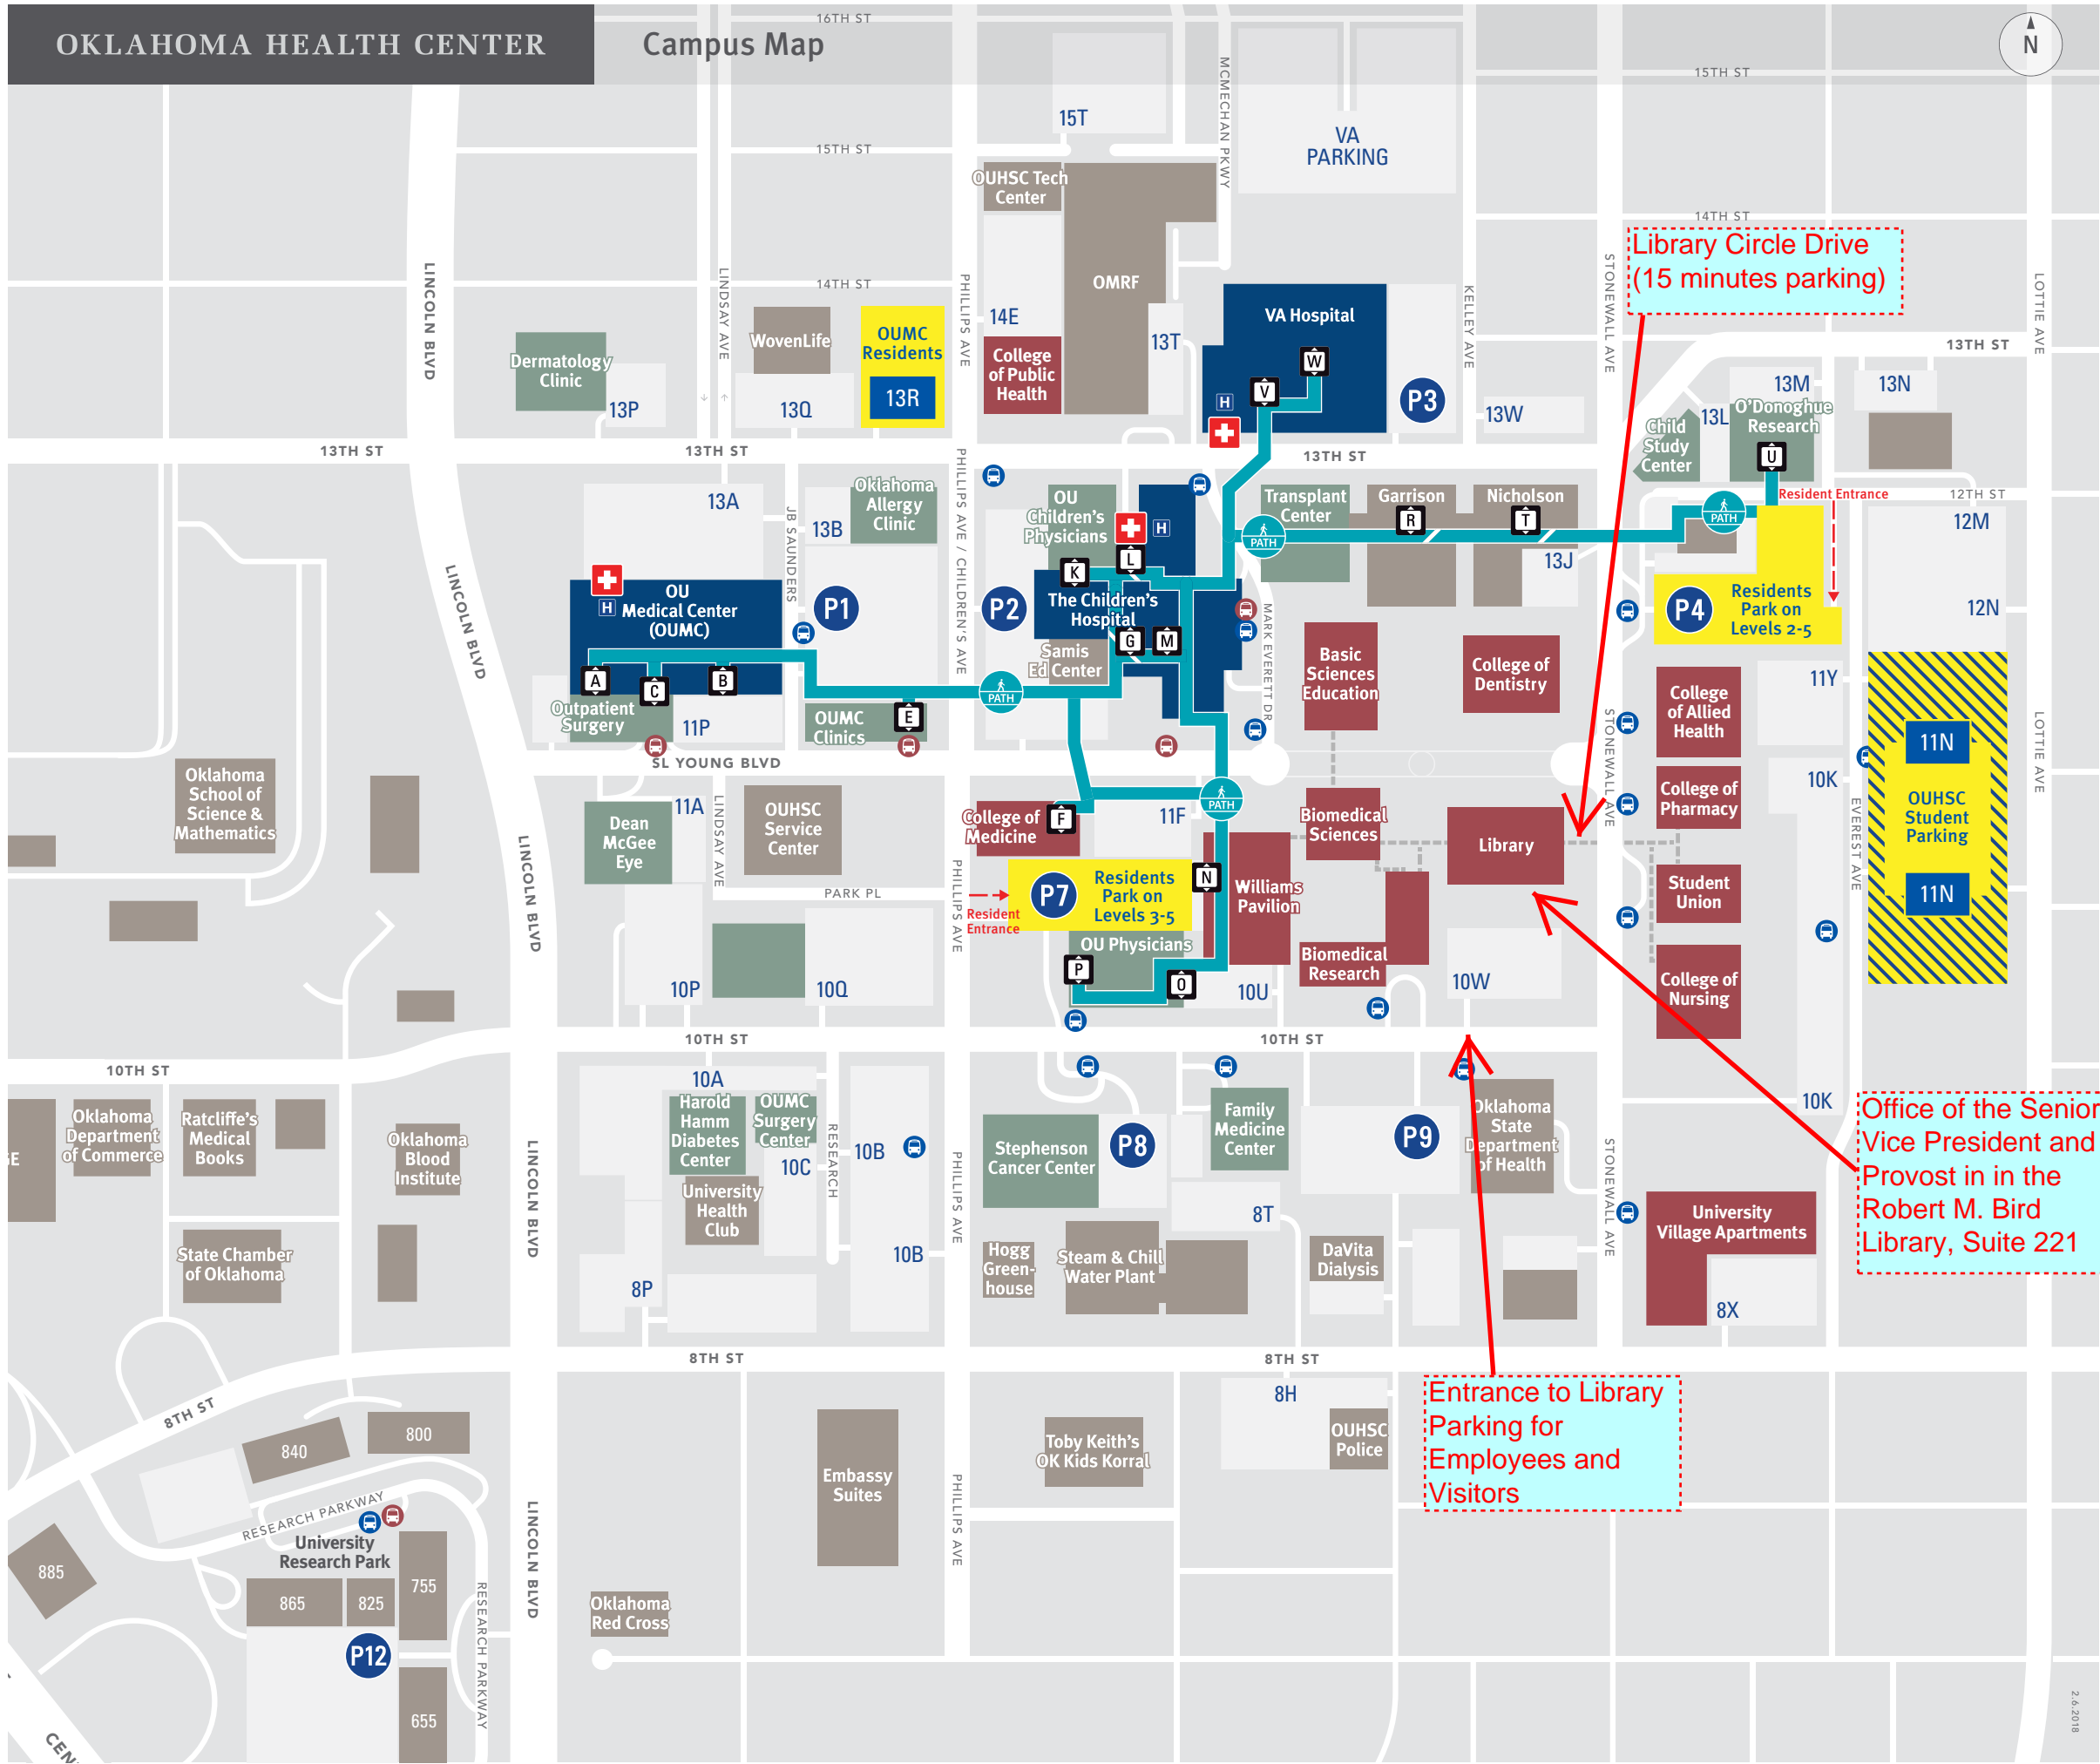 OKLAHOMA HEALTH CENTER
Campus Map
N
16TH ST
15TH ST
15TH ST
15T
VA
PARKING
MCMECHAN PKWY
OUHSC Tech
Center
14TH ST
14TH ST
Library Circle Drive
(15 minutes parking)
LINCOLN BLVD
LINDSAY AVE
PHILLIPS AVE
KELLEY AVE
STONEWALL AVE
LOTTIE AVE
OMRF
14E
13T
VA Hospital
W
V
H
P3
13W
College
of Public
Health
Dermatology
Clinic
13P
WovenLife
13Q
OUMC
Residents
13R
13TH ST
13M
13N
13L
O'Donoghue
Research
Child
Study
Center
U
13TH ST
13TH ST
13TH ST
Resident Entrance
12TH ST
12M
12N
13A
JB SAUNDERS
13B
Oklahoma
Allergy
Clinic
PHILLIPS AVE / CHILDREN'S AVE
OU
Children's
Physicians
H
L
K
Transplant
Center
Garrison
R
Nicholson
T
13J
PATH
PATH
OU
H Medical Center
(OUMC)
P1
P2
The Children's
Hospital
G
M
Samis
Ed Center
MARK EVERETT DR
P4
Residents
Park on
Levels 2-5
LINCOLN BLVD
A
C
B
Outpatient
Surgery
11P
OUMC
Clinics
E
PATH
Basic
Sciences
Education
College of
Dentistry
College
of Allied
Health
11Y
STONEWALL AVE
LOTTIE AVE
11N
OUHSC
Student
Parking
11N
SL YOUNG BLVD
Oklahoma
School of
Science &
Mathematics
Dean
McGee
Eye
11A
LINDSAY AVE
OUHSC
Service
Center
College of
Medicine
F
11F
PATH
Biomedical
Sciences
Library
College of
Pharmacy
10K
EVEREST AVE
LINCOLN BLVD
PARK PL
PHILLIPS AVE
Resident
Entrance
P7
Residents
Park on
Levels 3-5
N
Williams
Pavilion
Student
Union
OU Physicians
P
O
10U
Biomedical
Research
10W
College of
Nursing
10P
10Q
10TH ST
10TH ST
10TH ST
10A
Harold
Hamm
Diabetes
Center
OUMC
Surgery
Center
10C
RESEARCH
10B
10B
University
Health
Club
8P
Oklahoma
Department
of Commerce
Ratcliffe's
Medical
Books
Oklahoma
Blood
Institute
State Chamber
of Oklahoma
LINCOLN BLVD
PHILLIPS AVE
Stephenson
Cancer Center
P8
Family
Medicine
Center
8T
P9
Oklahoma
State
Department
of Health
STONEWALL AVE
10K
Office of the Senior
Vice President and
Provost in in the
Robert M. Bird
Library, Suite 221
University
Village Apartments
8X
Hogg
Green-
house
Steam & Chill
Water Plant
DaVita
Dialysis
8TH ST
8TH ST
8TH ST
8H
OUHSC
Police
Entrance to Library
Parking for
Employees and
Visitors
Toby Keith's
OK Kids Korral
Embassy
Suites
PHILLIPS AVE
LINCOLN BLVD
840
800
RESEARCH PARKWAY
University
Research Park
885
865
825
755
P12
655
RESEARCH PARKWAY
Oklahoma
Red Cross
2.6.2018